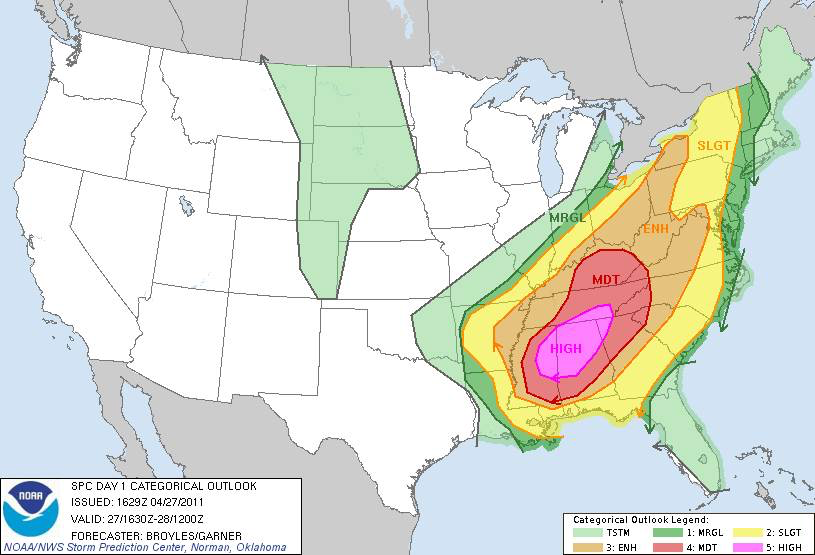 SLGT
MRGL
ENH
MDT
HIGH
NOAA
SPC DAY 1 CATEGORICAL OUTLOOK
ISSUED: 1629Z 04/27/2011
VALID: 27/1630Z-28/1200Z
FORECASTER: BROYLES/GARNER
NOAA/NWS Storm Prediction Center, Norman, Oklahoma
Categorical Outlook Legend:
TSTM 1: MRGL 2: SLGT
3: ENH 4: MDT 5: HIGH